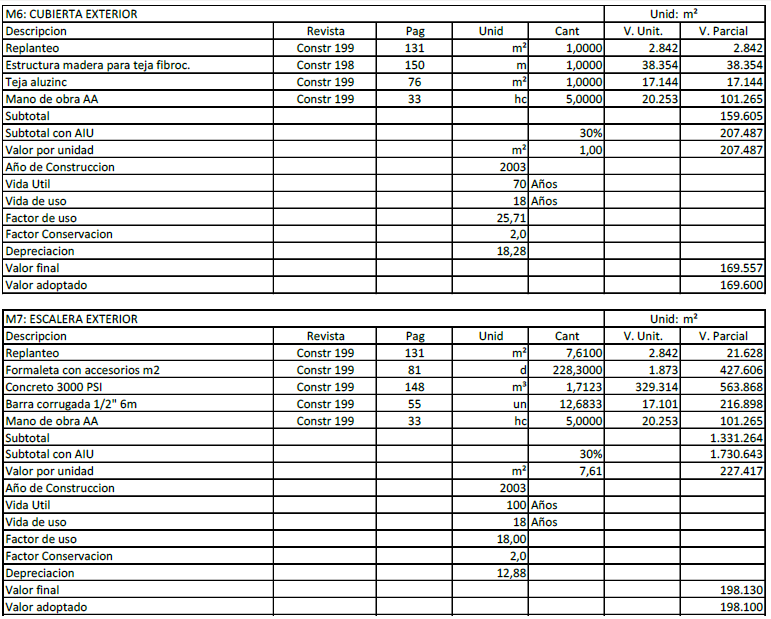 M6: CUBIERTA EXTERIOR Unid: m²
Descripcion Revista Pag Unid Cant V. Unit. V. Parcial
Replanteo Constr 199 131 m² 1,0000 2.842 2.842
Estructura madera para teja fibroc. Constr 198 150 m 1,0000 38.354 38.354
Teja aluzinc Constr 199 76 m² 1,0000 17.144 17.144
Mano de obra AA Constr 199 33 hc 5,0000 20.253 101.265
Subtotal 159.605
Subtotal con AIU 30% 207.487
Valor por unidad m² 1,00 207.487
Año de Construccion 2003
Vida Util 70 Años
Vida de uso 18 Años
Factor de uso 25,71
Factor Conservacion 2,0
Depreciacion 18,28
Valor final 169.557
Valor adoptado 169.600
M7: ESCALERA EXTERIOR Unid: m²
Descripcion Revista Pag Unid Cant V. Unit. V. Parcial
Replanteo Constr 199 131 m² 7,6100 2.842 21.628
Formaleta con accesorios m2 Constr 199 81 d 228,3000 1.873 427.606
Concreto 3000 PSI Constr 199 148 m³ 1,7123 329.314 563.868
Barra corrugada 1/2" 6m Constr 199 55 un 12,6833 17.101 216.898
Mano de obra AA Constr 199 33 hc 5,0000 20.253 101.265
Subtotal 1.331.264
Subtotal con AIU 30% 1.730.643
Valor por unidad m² 7,61 227.417
Año de Construccion 2003
Vida Util 100 Años
Vida de uso 18 Años
Factor de uso 18,00
Factor Conservacion 2,0
Depreciacion 12,88
Valor final 198.130
Valor adoptado 198.100